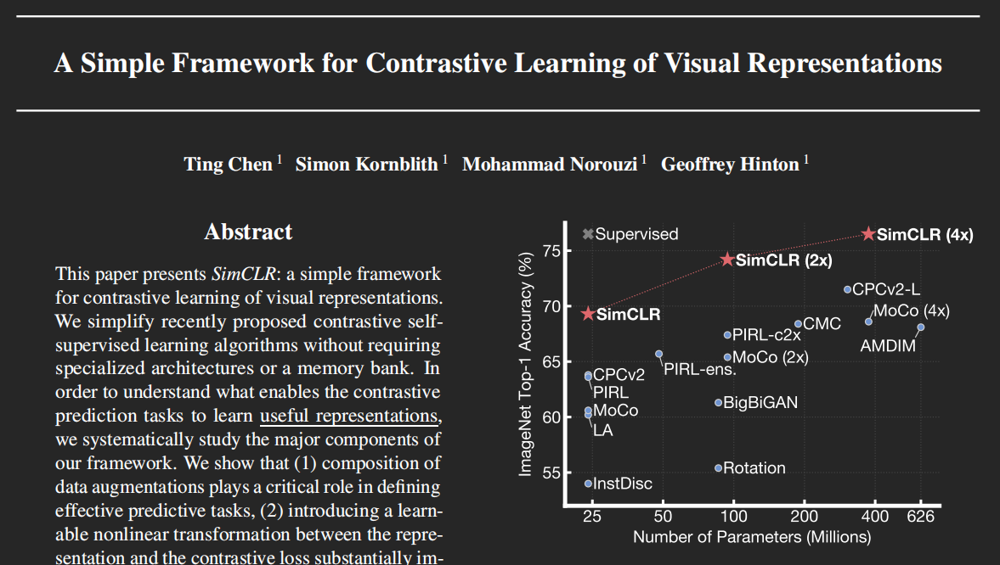 A Simple Framework for Contrastive Learning of Visual Representations
Ting Chen 1 Simon Kornblith 1 Mohammad Norouzi 1 Geoffrey Hinton 1
Abstract
This paper presents SimCLR: a simple framework
for contrastive learning of visual representations.
We simplify recently proposed contrastive self-
supervised learning algorithms without requiring
specialized architectures or a memory bank. In
order to understand what enables the contrastive
prediction tasks to learn useful representations,
we systematically study the major components of
our framework. We show that (1) composition of
data augmentations plays a critical role in defining
effective predictive tasks, (2) introducing a learn-
able nonlinear transformation between the repre-
sentation and the contrastive loss substantially im-
ImageNet Top-1 Accuracy (%)
75
70
65
60
55
Supervised
SimCLR (4x)
SimCLR (2x)
CPCv2-L
SimCLR
MoCo (4x)
CMC
PIRL-c2x
AMDIM
MoCo (2x)
PIRL-ens.
CPCv2
PIRL
BigBiGAN
MoCo
LA
Rotation
InstDisc
25 50 100 200 400 626
Number of Parameters (Millions)